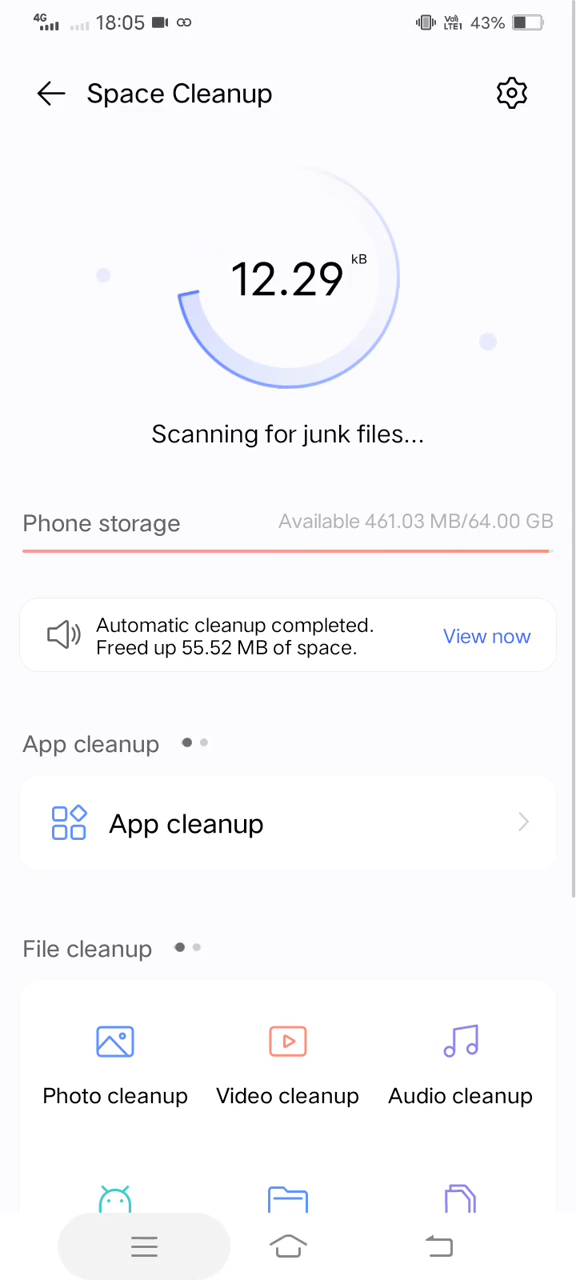 4G 18:05 Voll LTE1 43%
Space Cleanup
12.29 kB
Scanning for junk files...
Phone storage Available 461.03 MB/64.00 GB
Automatic cleanup completed.
Freed up 55.52 MB of space.
View now
App cleanup
App cleanup
File cleanup
Photo cleanup Video cleanup Audio cleanup